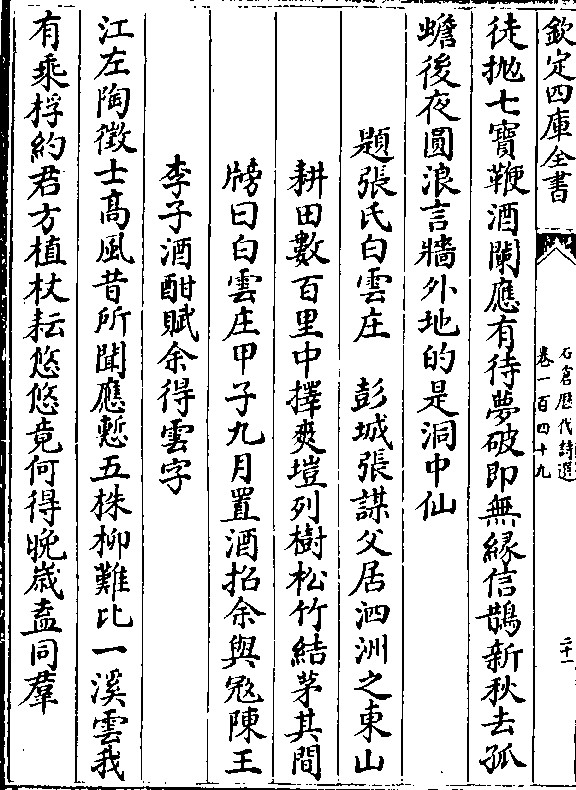 欽定四庫全書
石倉歷代詩選
卷一百四十九
二十一
徒拋七寶鞭酒闌應有待夢破即無緣信鵲新秋去孤
蟾後夜圓浪言牆外地的是洞中仙
題張氏白雲庄 彭城張謀父居泗洲之東山
耕田數百里中擇爽塏列樹松竹結茅其間
牓曰白雲庄甲子九月置酒招余與寇陳王
李子酒酣賦余得雲字
江左陶徵士高風昔所聞應慙五株柳難比一溪雲我
有乘桴約君方植杖耘悠悠竟何得晚歲盍同羣